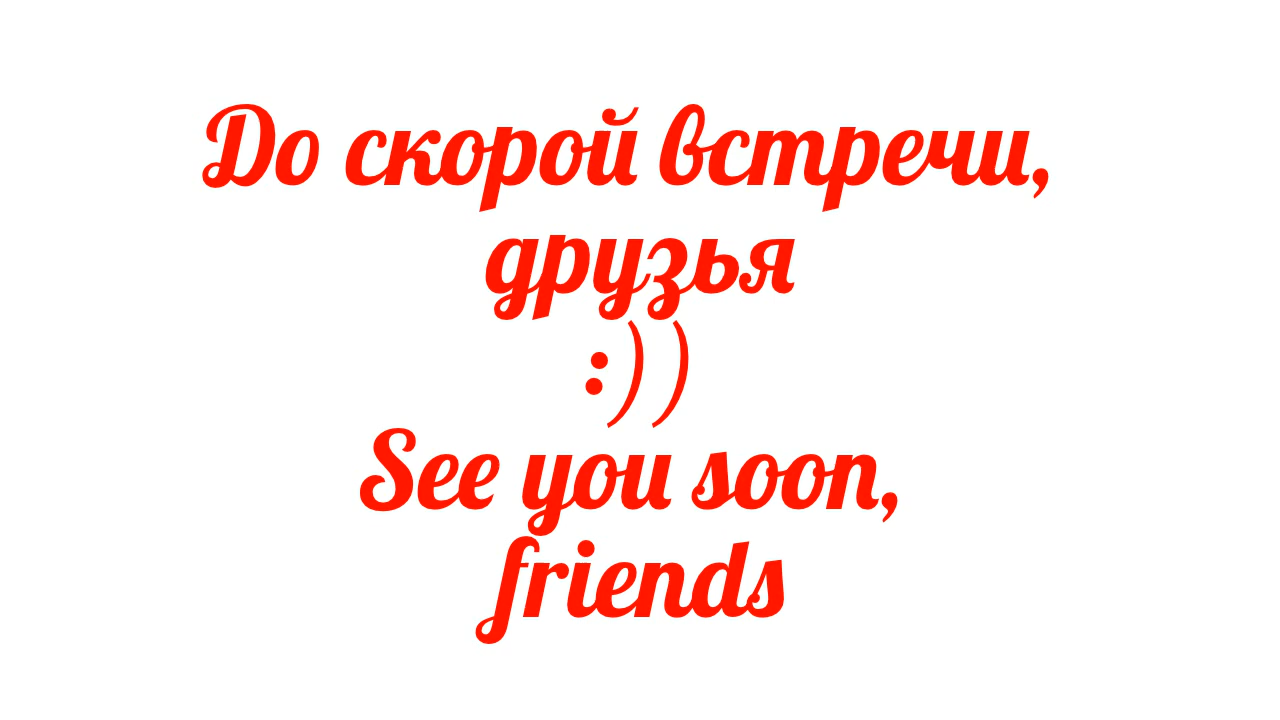 До скорой встречи,
друзья
:))
See you soon,
friends